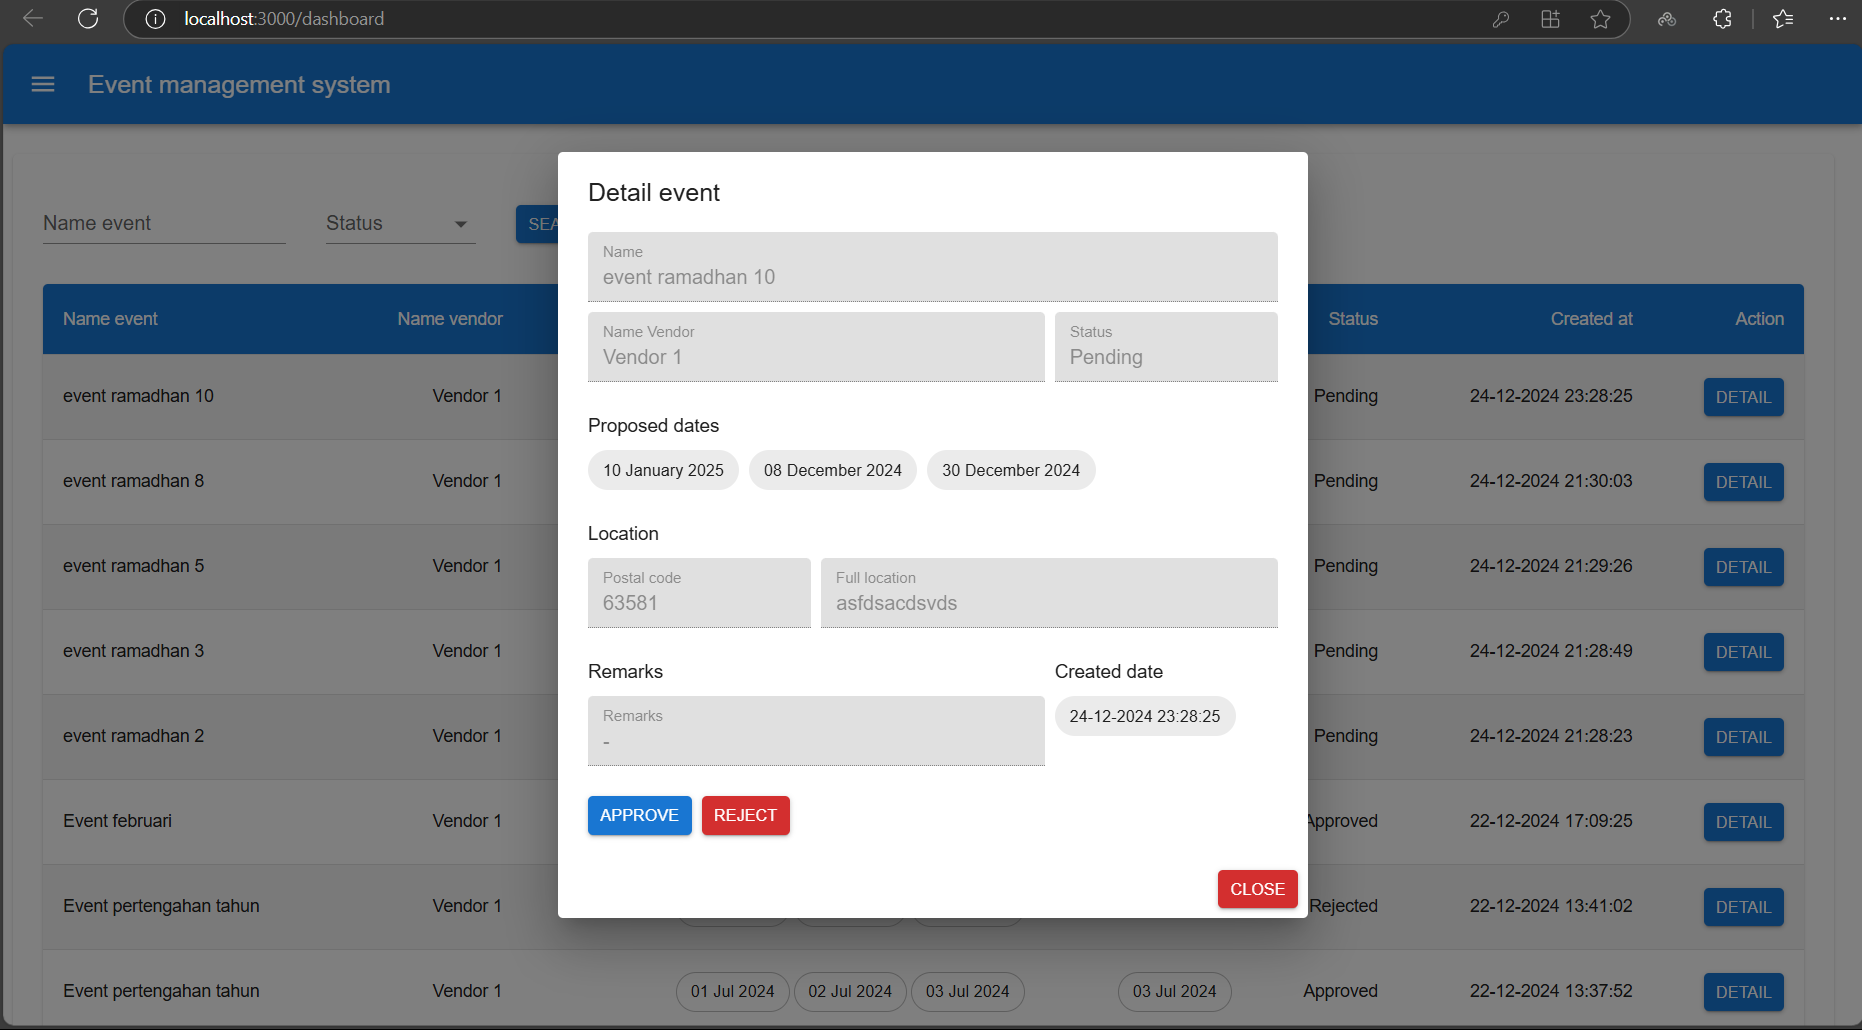 localhost:3000/dashboard
Event management system
Name event Status
Name event Name vendor Status Created at Action
event ramadhan 10 Vendor 1 Pending 24-12-2024 23:28:25 DETAIL
event ramadhan 8 Vendor 1 Pending 24-12-2024 21:30:03 DETAIL
event ramadhan 5 Vendor 1 Pending 24-12-2024 21:29:26 DETAIL
event ramadhan 3 Vendor 1 Pending 24-12-2024 21:28:49 DETAIL
event ramadhan 2 Vendor 1 Pending 24-12-2024 21:28:23 DETAIL
Event februari Vendor 1 Approved 22-12-2024 17:09:25 DETAIL
Event pertengahan tahun Vendor 1 Rejected 22-12-2024 13:41:02 DETAIL
Event pertengahan tahun Vendor 1 01 Jul 2024 02 Jul 2024 03 Jul 2024 03 Jul 2024 Approved 22-12-2024 13:37:52 DETAIL
Detail event
Name
event ramadhan 10
Name Vendor Status
Vendor 1 Pending
Proposed dates
10 January 2025 08 December 2024 30 December 2024
Location
Postal code Full location
63581 asfdsacdsvds
Remarks Created date
Remarks 24-12-2024 23:28:25
-
APPROVE REJECT
CLOSE